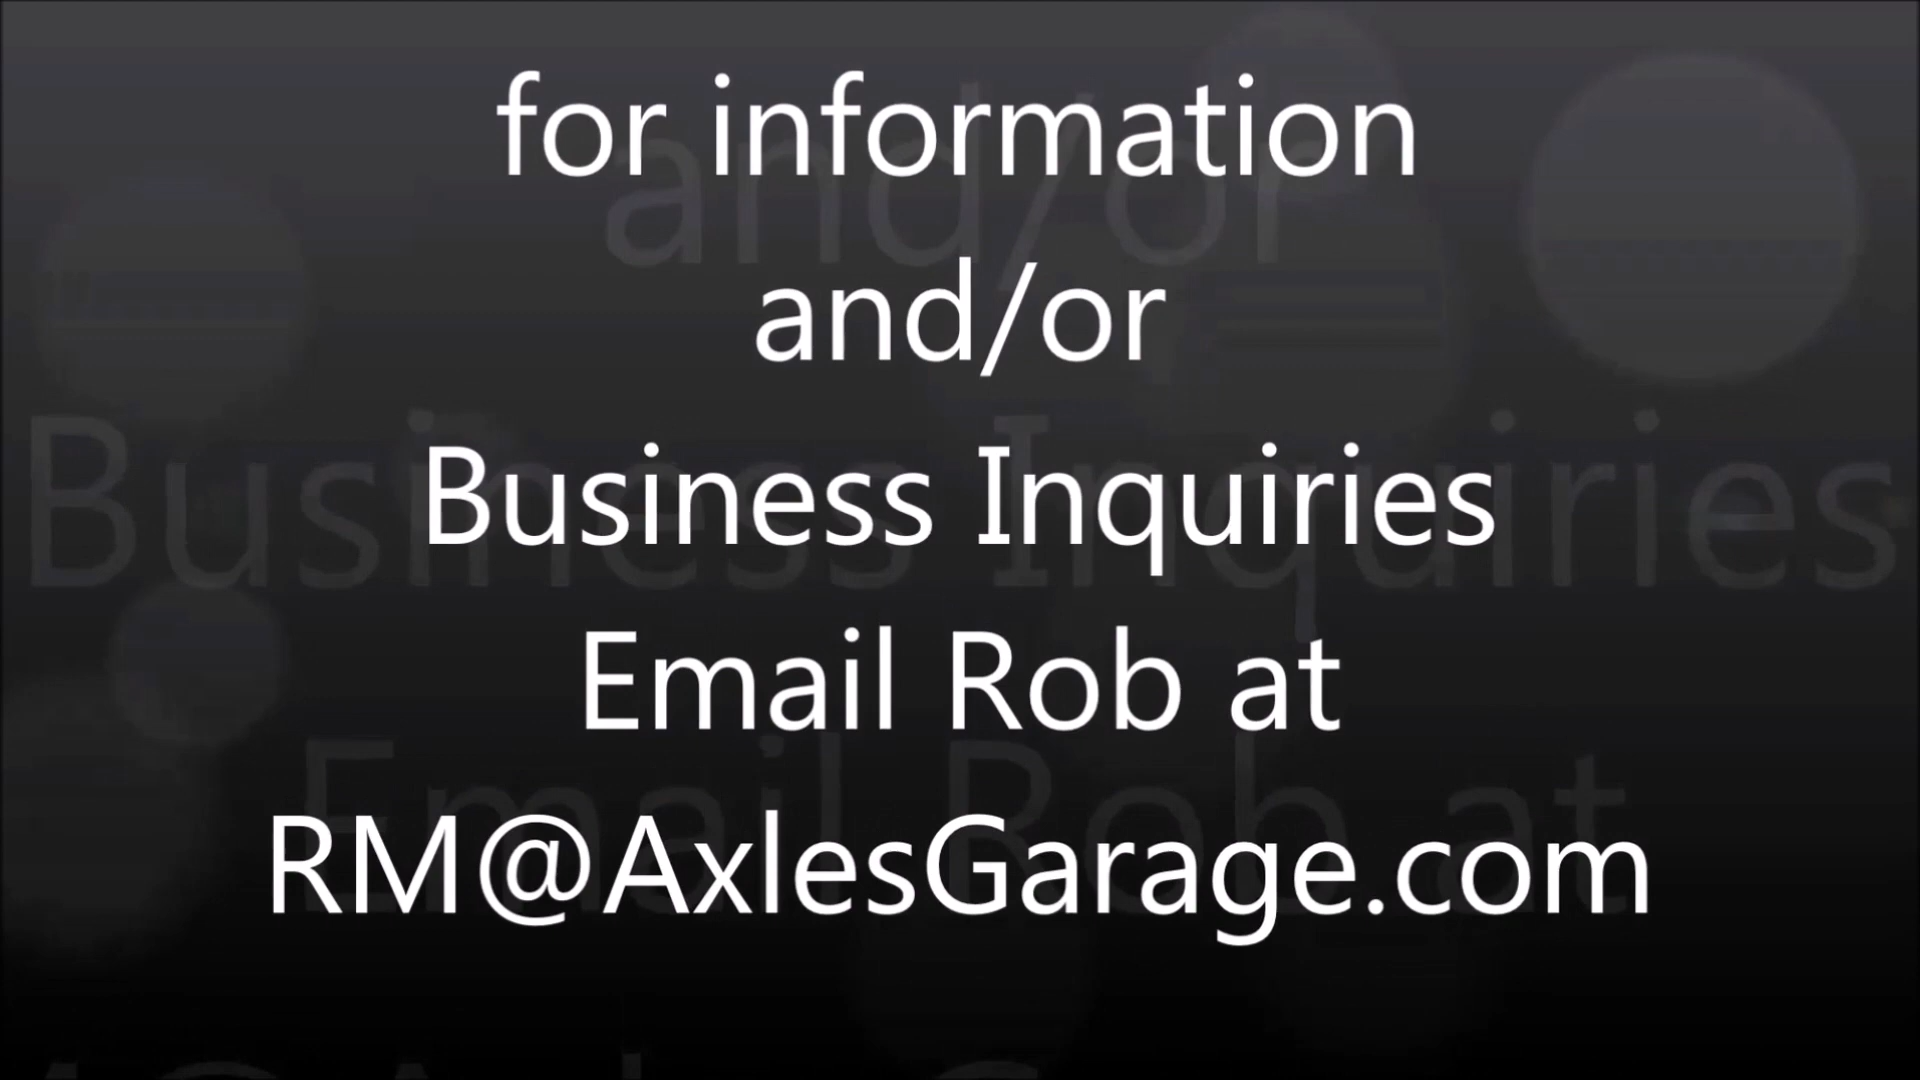 for information
and/or
Business Inquiries
Email Rob at
RM@AxlesGarage.com